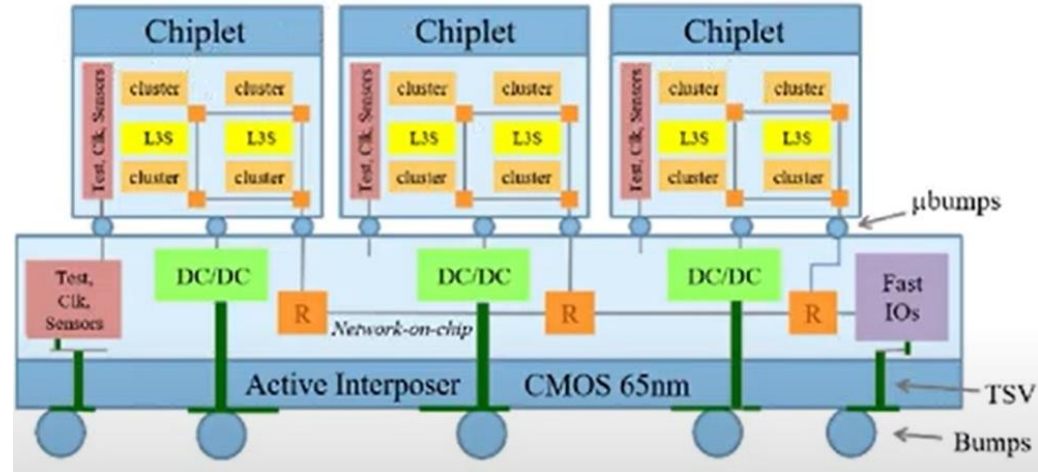 Chiplet
Test, Clk, Sensors
cluster cluster
L3S L3S
cluster cluster
Chiplet
Test, Clk, Sensors
cluster cluster
L3S L3S
cluster cluster
Chiplet
Test, Clk, Sensors
cluster cluster
L3S L3S
cluster cluster
μbumps
Test,
Clk,
Sensors
DC/DC
R
Network-on-chip
DC/DC
R
DC/DC
R
Fast
IOs
Active Interposer CMOS 65nm
TSV
Bumps